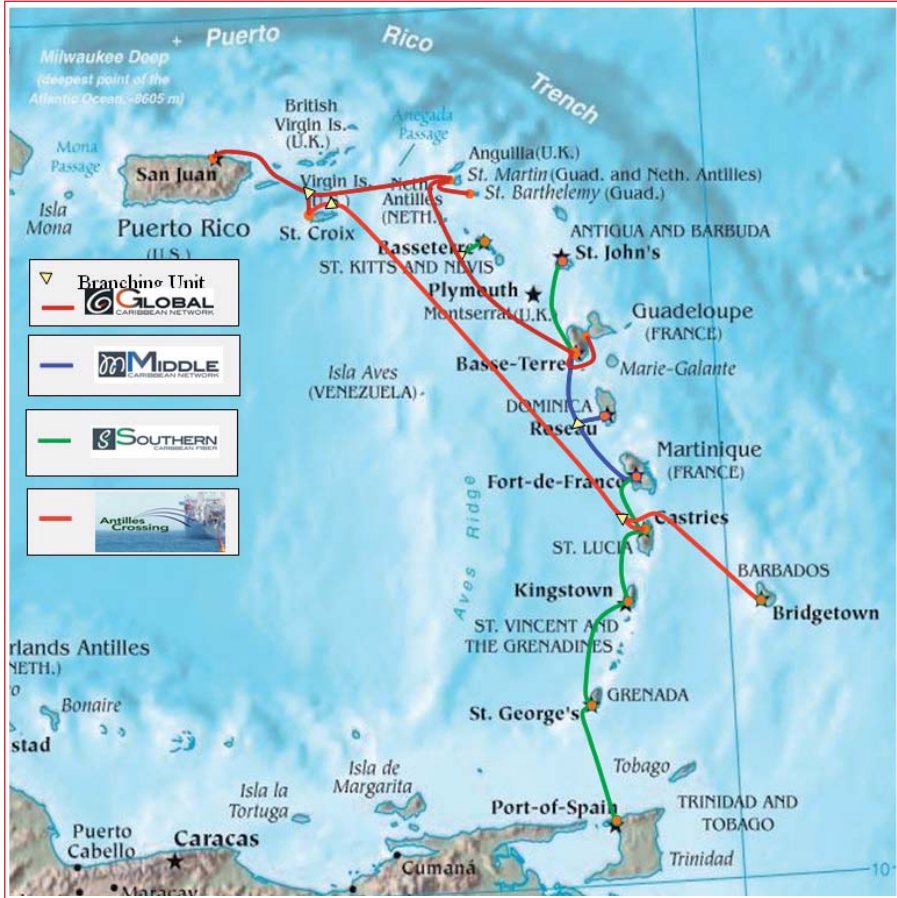 Puerto Rico Trench
Milwaukee Deep
(deepest point of the
Atlantic Ocean, -8605 m)
British
Virgin Is.
(U.K.)
Anegada
Passage
Mona
Passage
San Juan
Anguilla (U.K.)
St. Martin (Guad. and Neth. Antilles)
St. Barthelemy (Guad.)
Virgin Is.
Neth.
Antilles
(NETH.)
Isla
Mona
Puerto Rico
(U.S.)
St. Croix
Basseterre
ST. KITTS AND NEVIS
ANTIGUA AND BARBUDA
St. John's
Branching Unit
GLOBAL
CARIBBEAN NETWORK
Plymouth
Montserrat (U.K.)
Guadeloupe
(FRANCE)
MIDDLE
CARIBBEAN NETWORK
Isla Aves
(VENEZUELA)
Basse-Terre
Marie-Galante
DOMINICA
Roseau
SOUTHERN
CARIBBEAN FIBER
Martinique
(FRANCE)
Fort-de-France
Antilles
Crossing
Aves Ridge
Castries
ST. LUCIA
BARBADOS
Bridgetown
Kingstown
ST. VINCENT AND
THE GRENADINES
rlands Antilles
NETH.)
Bonaire
stad
GRENADA
St. George's
Isla la
Tortuga
Isla de
Margarita
Tobago
Port-of-Spain
TRINIDAD AND
TOBAGO
Puerto
Cabello
Caracas
Cumaná
Trinidad
10
Maracay